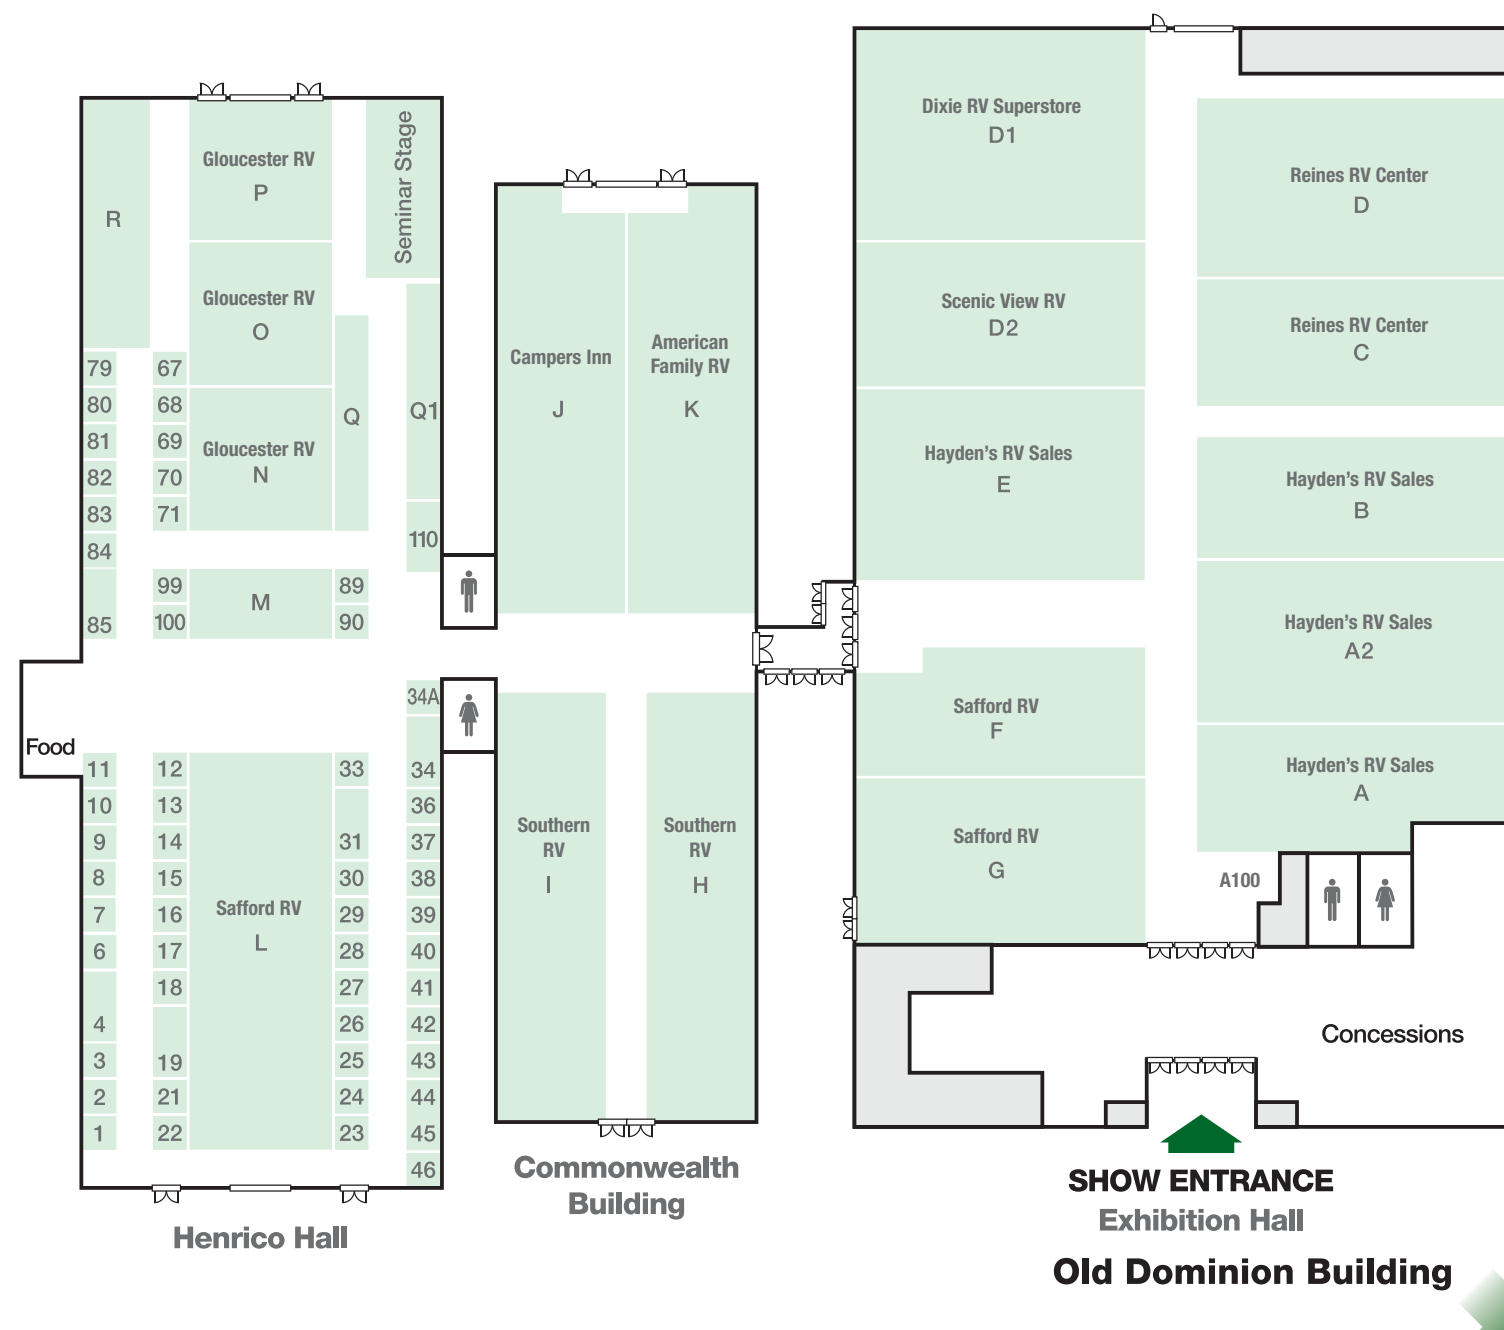 R
Gloucester RV
P
Seminar Stage
Gloucester RV
O
79
67
80
68
81
69
82
70
83
71
84
Gloucester RV
N
Q
Q1
110
99
M
89
85
100
90
34A
Food
11
12
33
34
10
13
36
9
14
31
37
8
15
30
38
7
16
29
39
Safford RV
L
6
17
28
40
18
27
41
4
26
42
3
19
25
43
2
21
24
44
1
22
23
45
46
Henrico Hall
Campers Inn
J
American
Family RV
K
Southern
RV
I
Southern
RV
H
Commonwealth
Building
Dixie RV Superstore
D1
Scenic View RV
D2
Hayden's RV Sales
E
Safford RV
F
Safford RV
G
Reines RV Center
D
Reines RV Center
C
Hayden's RV Sales
B
Hayden's RV Sales
A2
Hayden's RV Sales
A
A100
Concessions
SHOW ENTRANCE
Exhibition Hall
Old Dominion Building